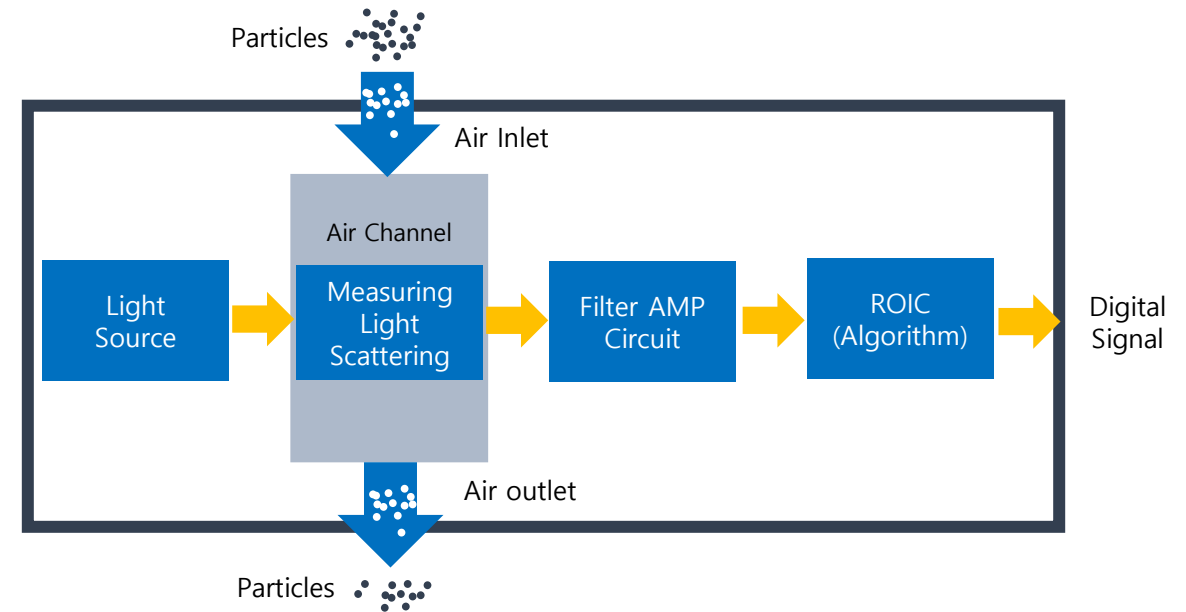 Particles
Air Inlet
Air Channel
Light
Source
Measuring
Light
Scattering
Filter AMP
Circuit
ROIC
(Algorithm)
Digital
Signal
Air outlet
Particles